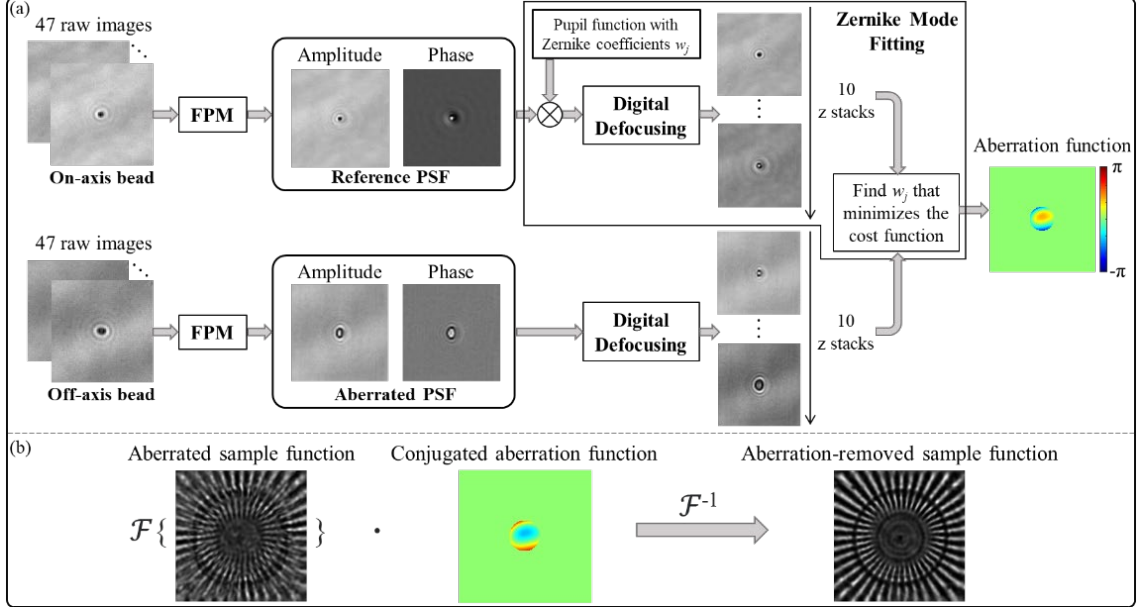 (a)
47 raw images
On-axis bead
FPM
Amplitude Phase
Reference PSF
Pupil function with
Zernike coefficients wj
Digital
Defocusing
Zernike Mode
Fitting
10
z stacks
Find wj that
minimizes the
cost function
Aberration function
π
-π
47 raw images
Off-axis bead
FPM
Amplitude Phase
Aberrated PSF
Digital
Defocusing
10
z stacks
(b)
Aberrated sample function Conjugated aberration function Aberration-removed sample function
ℱ{ } · ℱ-1